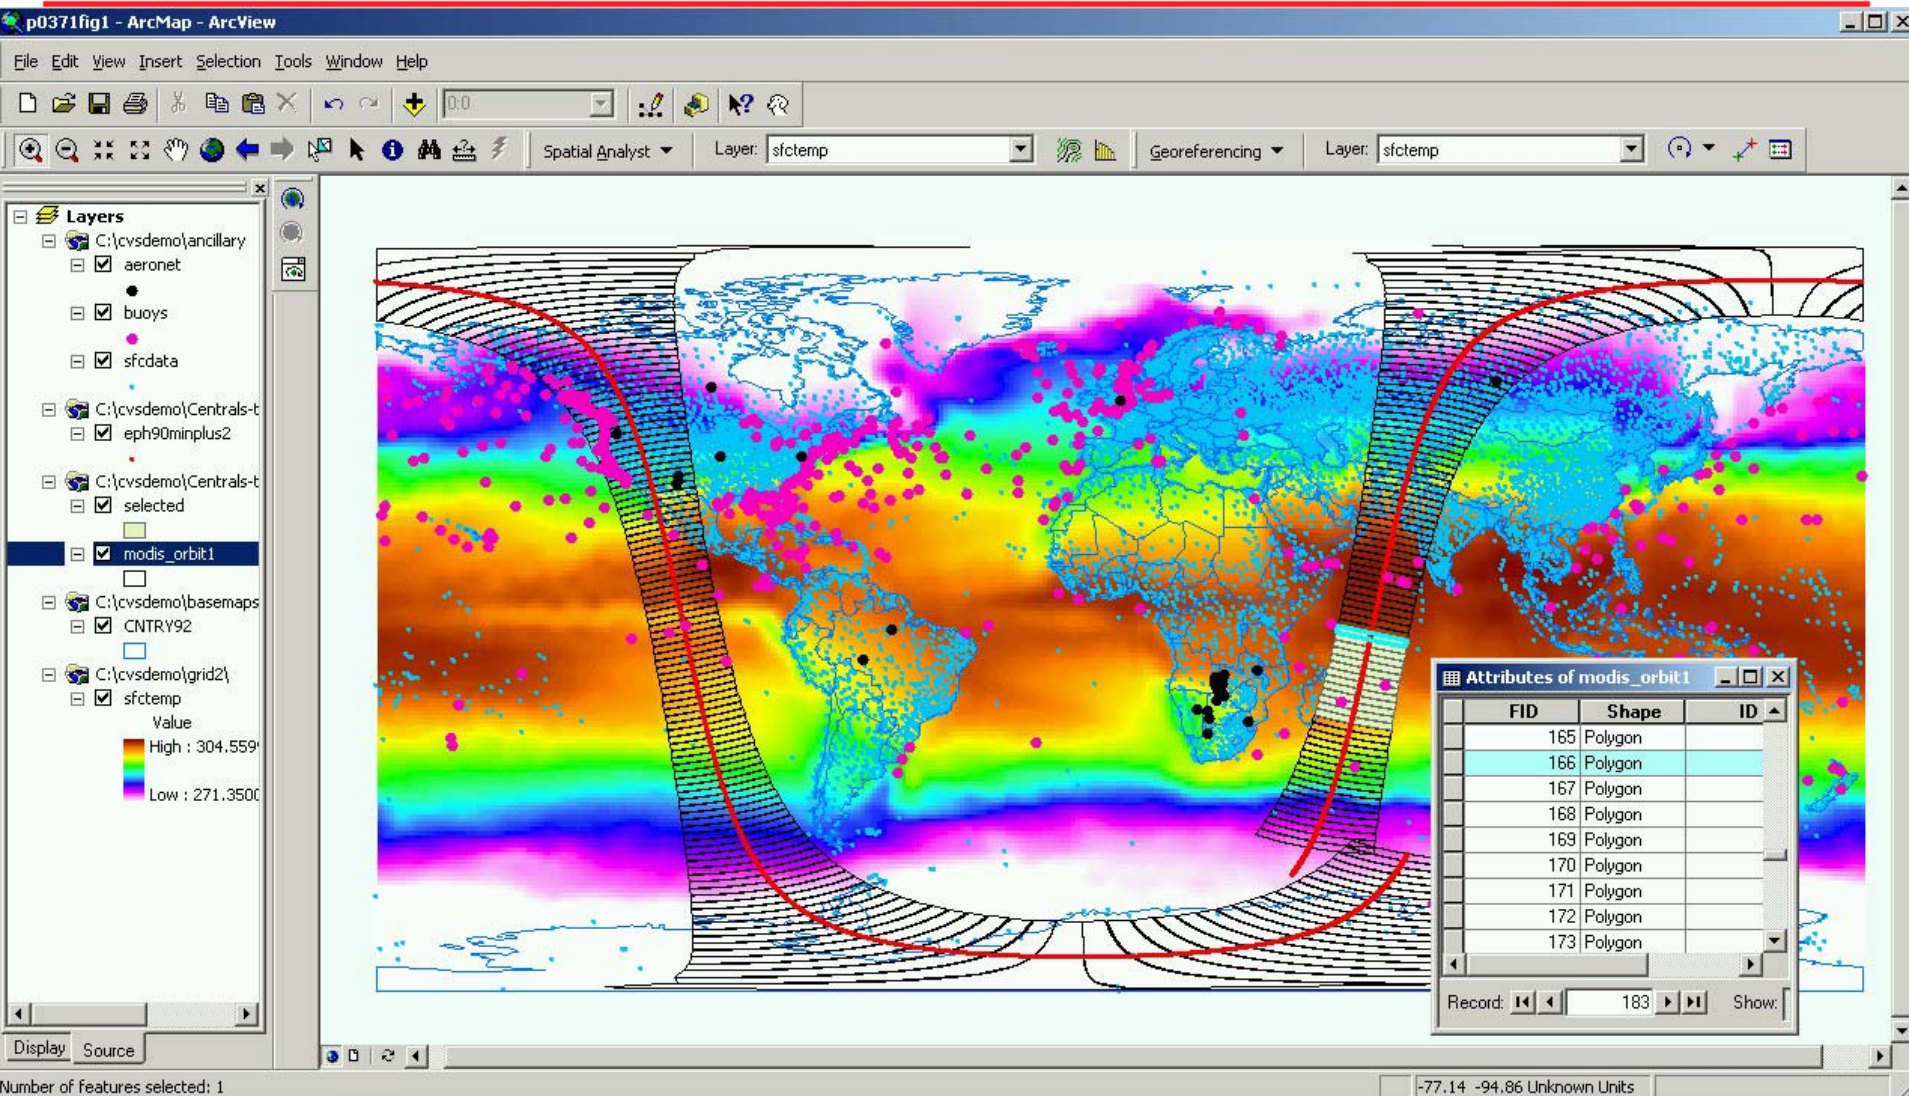 p0371fig1 - ArcMap - ArcView
File Edit View Insert Selection Tools Window Help
0:0
Spatial Analyst Layer: sfctemp Georeferencing Layer: sfctemp
Layers
C:\cvsdemo\ancillary
aeronet
buoys
sfcdata
C:\cvsdemo\Centrals-t
eph90minplus2
C:\cvsdemo\Centrals-t
selected
modis_orbit1
C:\cvsdemo\basemaps
CNTRY92
C:\cvsdemo\grid2\
sfctemp
Value
High : 304.559
Low : 271.3500
Display Source
Attributes of modis_orbit1
FID Shape ID
165 Polygon
166 Polygon
167 Polygon
168 Polygon
169 Polygon
170 Polygon
171 Polygon
172 Polygon
173 Polygon
Record: 183 Show:
Number of features selected: 1
-77.14 -94.86 Unknown Units